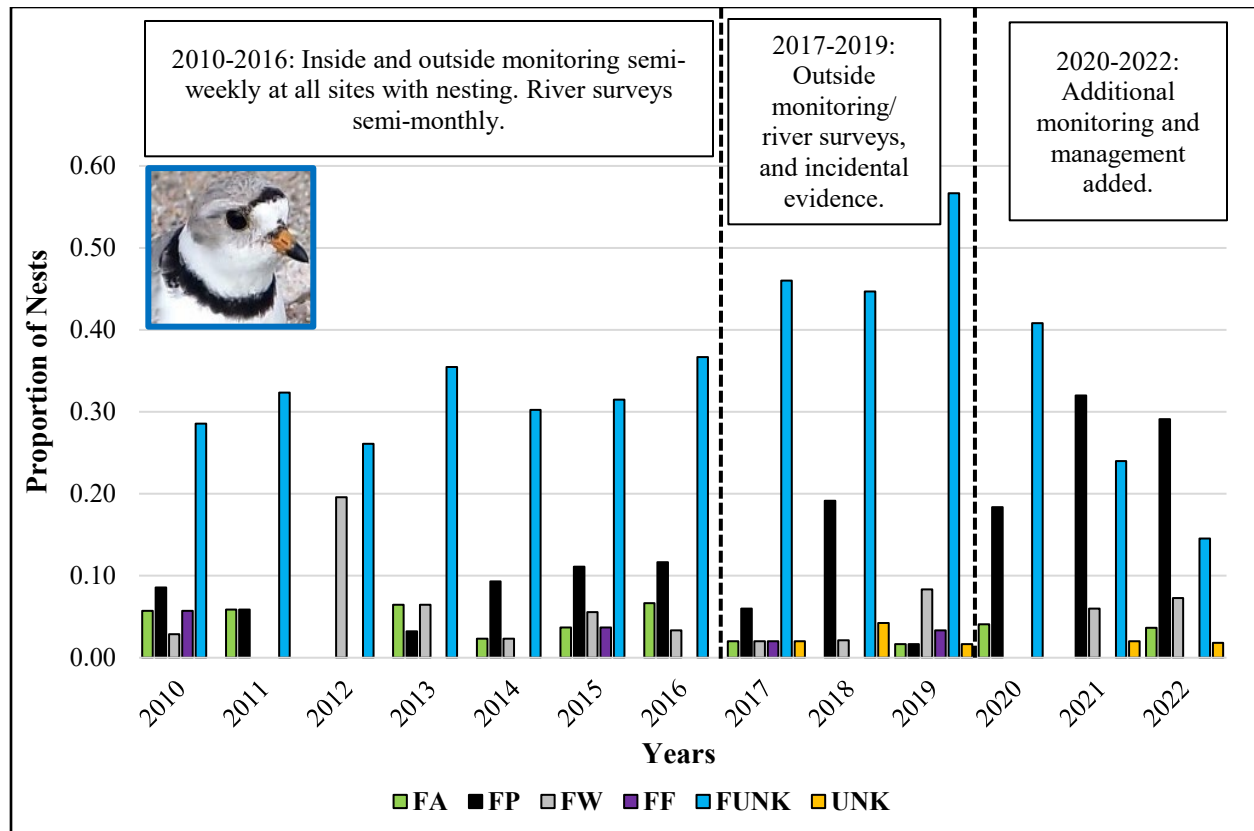 2010-2016: Inside and outside monitoring semi-
weekly at all sites with nesting. River surveys
semi-monthly.
2017-2019:
Outside
monitoring/
river surveys,
and incidental
evidence.
2020-2022:
Additional
monitoring and
management
added.
Proportion of Nests
0.60
0.50
0.40
0.30
0.20
0.10
0.00
2010
2011
2012
2013
2014
2015
2016
2017
2018
2019
2020
2021
2022
Years
FA FP FW FF FUNK UNK